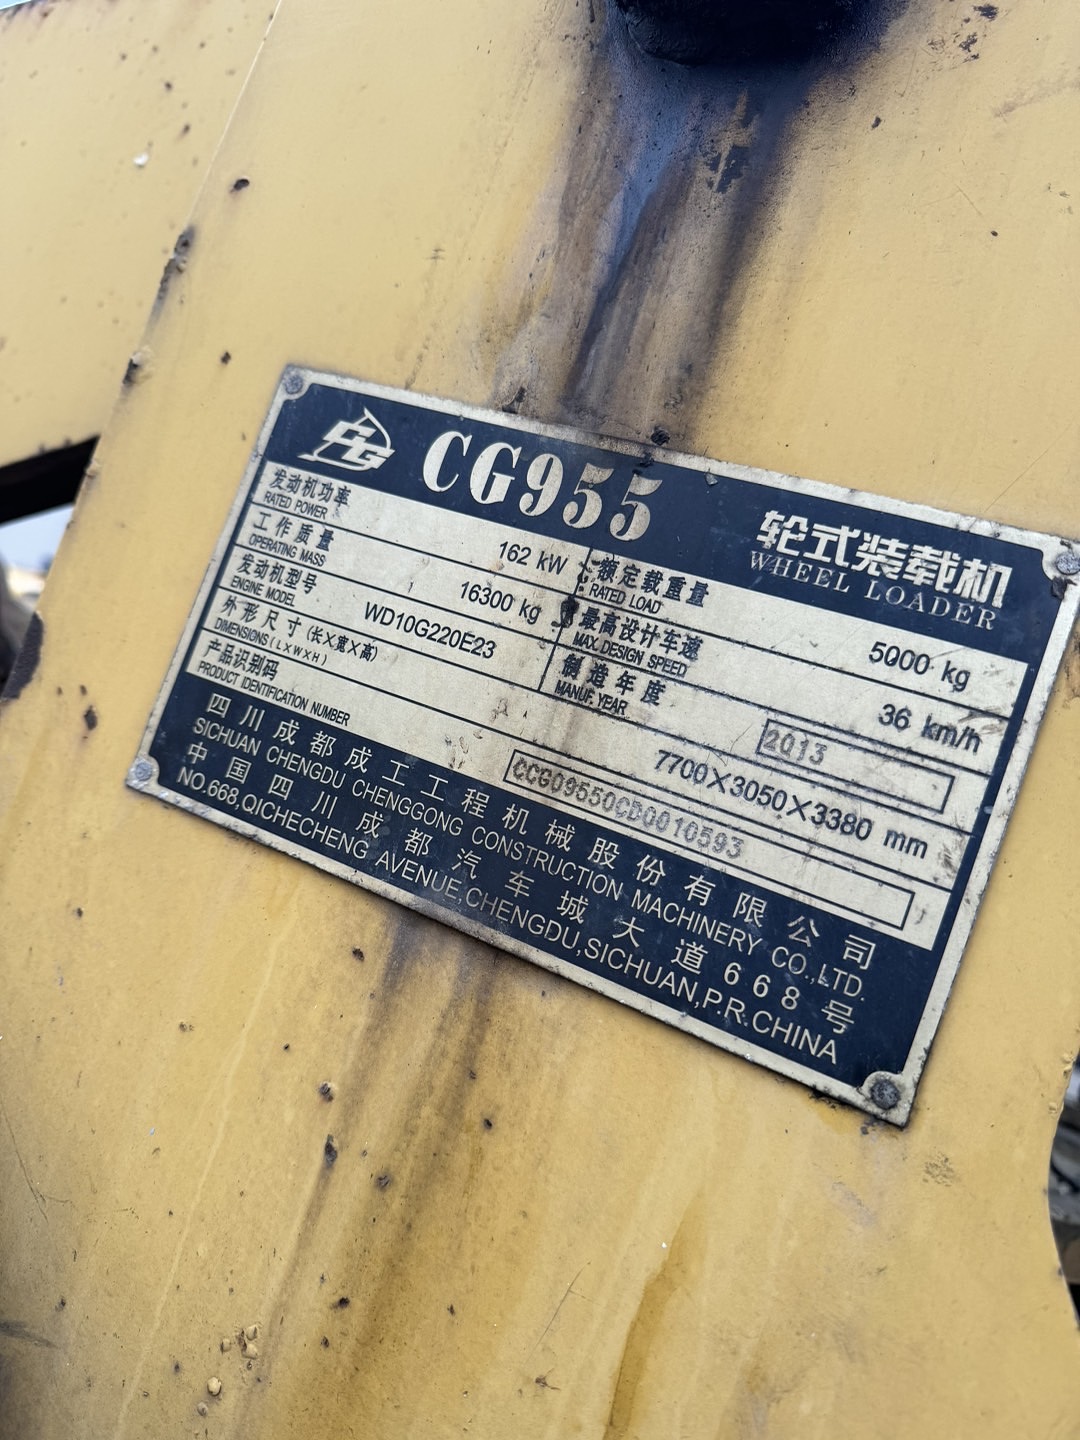 CG955
轮式装载机
WHEEL LOADER
发动机功率
RATED POWER
162 kW
额定载重量
RATED LOAD
5000 kg
工作质量
OPERATING MASS
16300 kg
最高设计车速
MAX.DESIGN SPEED
36 km/h
发动机型号
ENGINE MODEL
WD10G220E23
制造年度
MANUF.YEAR
2013
外形尺寸(长×宽×高)
DIMENSIONS(L×W×H)
7700×3050×3380 mm
产品识别码
PRODUCT IDENTIFICATION NUMBER
CCG09550CD0010593
四川成都成工工程机械股份有限公司
SICHUAN CHENGDU CHENGGONG CONSTRUCTION MACHINERY CO.,LTD.
中国四川成都汽车城大道668号
NO.668,QICHECHENG AVENUE,CHENGDU,SICHUAN,P.R.CHINA